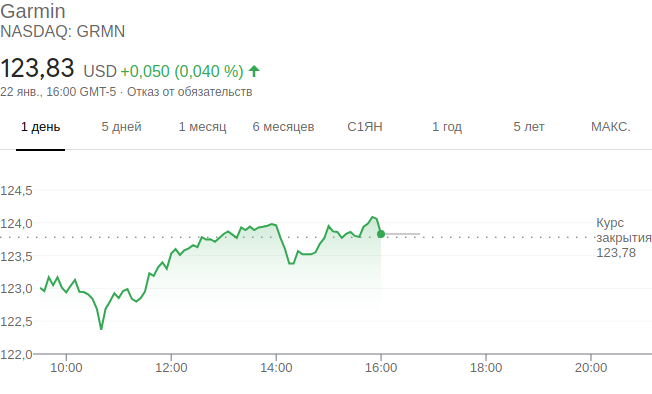 Garmin
NASDAQ: GRMN
123,83 USD +0,050 (0,040 %)
22 янв., 16:00 GMT-5 · Отказ от обязательств
1 день 5 дней 1 месяц 6 месяцев С1ЯН 1 год 5 лет МАКС.
124,5
124,0
123,5
123,0
122,5
122,0
Курс
закрытия
123,78
10:00 12:00 14:00 16:00 18:00 20:00